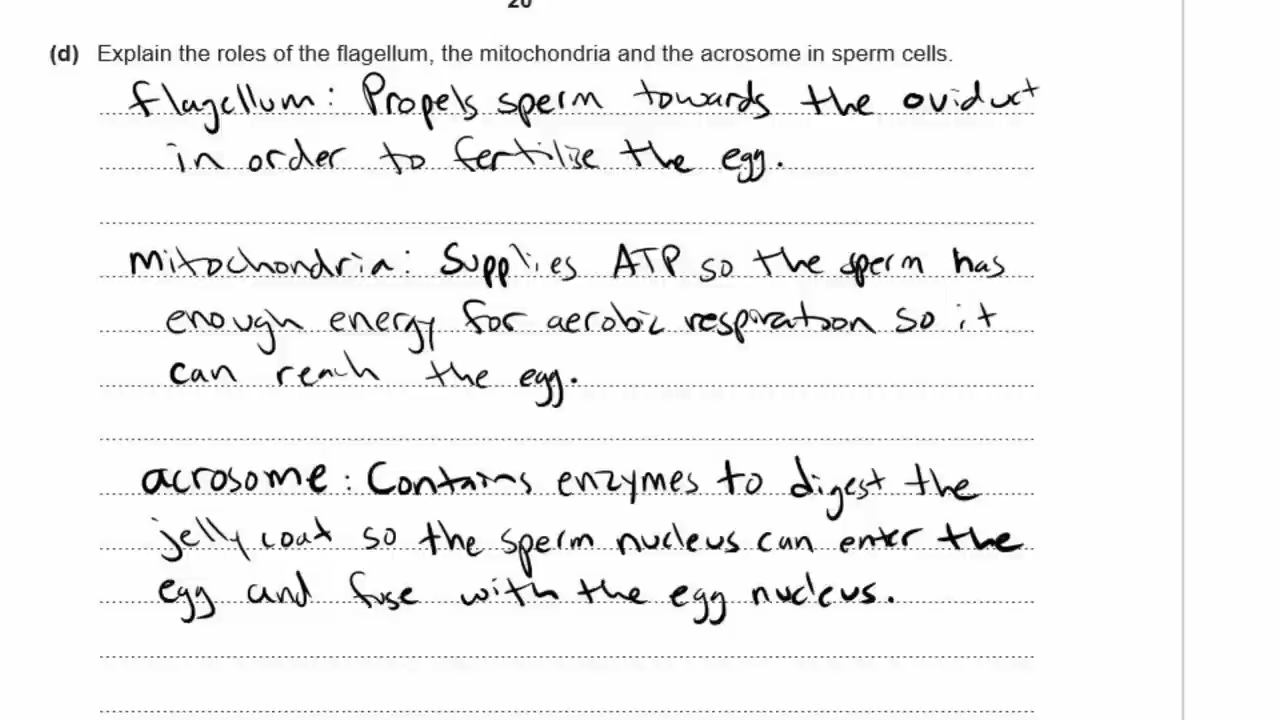 20
(d) Explain the roles of the flagellum, the mitochondria and the acrosome in sperm cells.
flagellum: Propels sperm towards the oviduct
in order to fertilise the egg.
mitochondria: Supplies ATP so the sperm has
enough energy for aerobic respiration so it
can reach the egg.
acrosome: Contains enzymes to digest the
jelly coat so the sperm nucleus can enter the
egg and fuse with the egg nucleus.